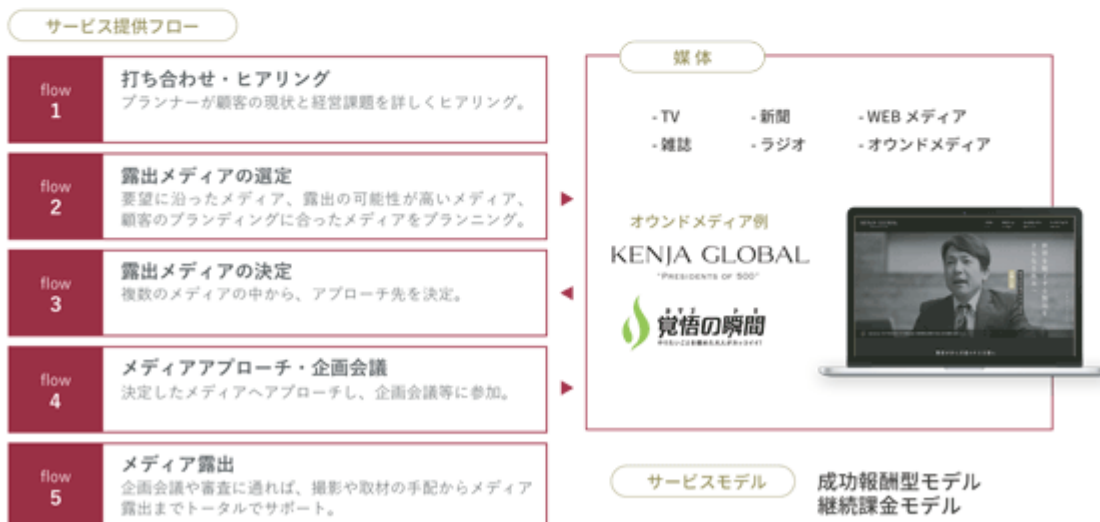 サービス提供フロー
flow
1
打ち合わせ・ヒアリング
プランナーが顧客の現状と経営課題を詳しくヒアリング。
flow
2
露出メディアの選定
要望に沿ったメディア、露出の可能性が高いメディア、
顧客のブランディングに合ったメディアをプランニング。
flow
3
露出メディアの決定
複数のメディアの中から、アプローチ先を決定。
flow
4
メディアアプローチ・企画会議
決定したメディアへアプローチし、企画会議等に参加。
flow
5
メディア露出
企画会議や審査に通れば、撮影や取材の手配からメディア
露出までトータルでサポート。
媒体
- TV - 新聞 - WEB メディア
- 雑誌 - ラジオ - オウンドメディア
オウンドメディア例
KENJA GLOBAL
"PRESIDENTS OF 500"
覚悟の瞬間
KENJA GLOBAL
サービスモデル
成功報酬型モデル
継続課金モデル